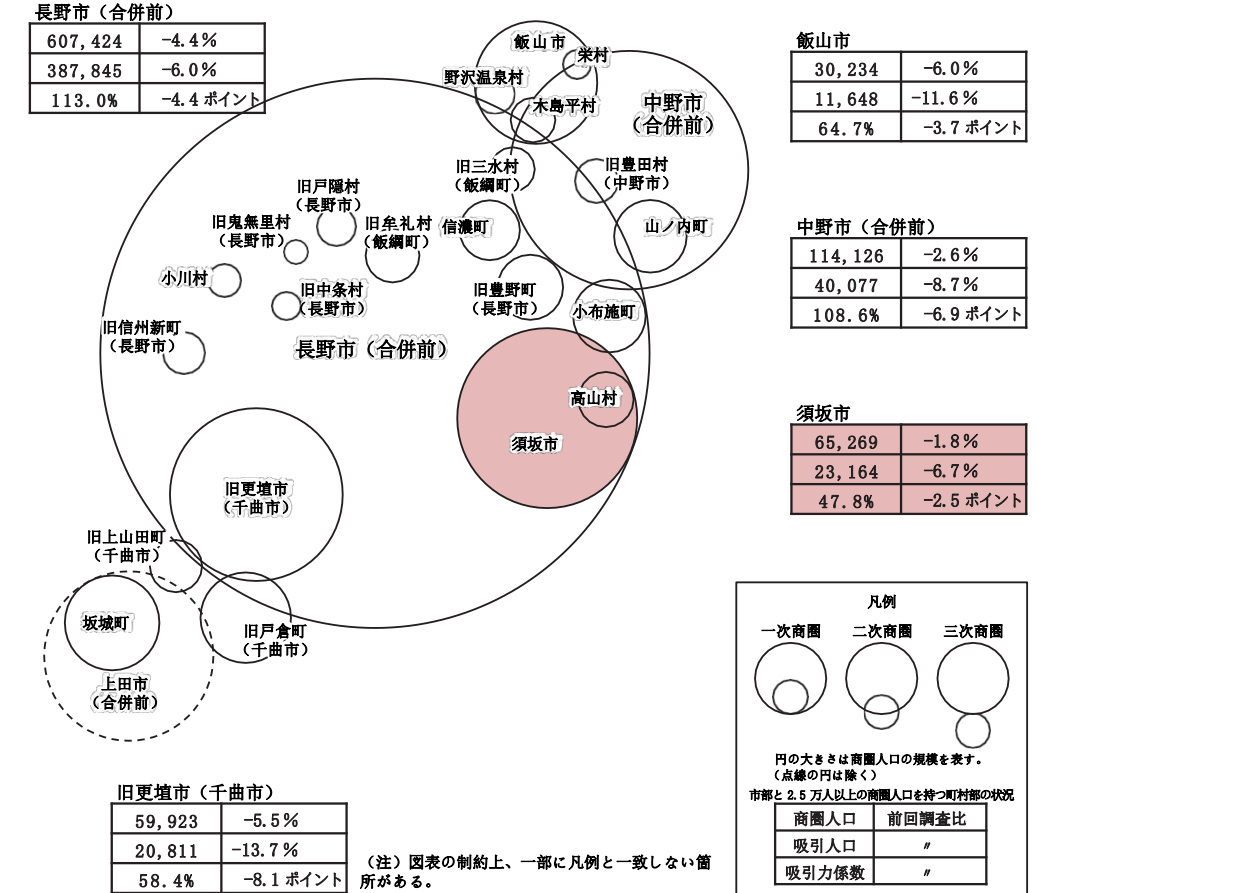 長野市（合併前）
607,424 -4.4%
387,845 -6.0%
113.0% -4.4 ポイント
飯山市
栄村
野沢温泉村
木島平村
中野市
（合併前）
旧三水村
（飯綱町）
旧豊田村
（中野市）
旧戸隠村
（長野市）
旧鬼無里村
（長野市）
旧牟礼村
（飯綱町）
信濃町
山ノ内町
小川村
旧中条村
（長野市）
旧豊野町
（長野市）
小布施町
旧信州新町
（長野市）
長野市（合併前）
高山村
須坂市
旧更埴市
（千曲市）
旧上山田町
（千曲市）
坂城町
旧戸倉町
（千曲市）
上田市
（合併前）
飯山市
30,234 -6.0%
11,648 -11.6%
64.7% -3.7 ポイント
中野市（合併前）
114,126 -2.6%
40,077 -8.7%
108.6% -6.9 ポイント
須坂市
65,269 -1.8%
23,164 -6.7%
47.8% -2.5 ポイント
凡例
一次商圏 二次商圏 三次商圏
円の大きさは商圏人口の規模を表す。
（点線の円は除く）
市部と 2.5 万人以上の商圏人口を持つ町村部の状況
商圏人口 前回調査比
吸引人口 〃
吸引力係数 〃
旧更埴市（千曲市）
59,923 -5.5%
20,811 -13.7%
58.4% -8.1 ポイント
（注）図表の制約上、一部に凡例と一致しない箇
所がある。